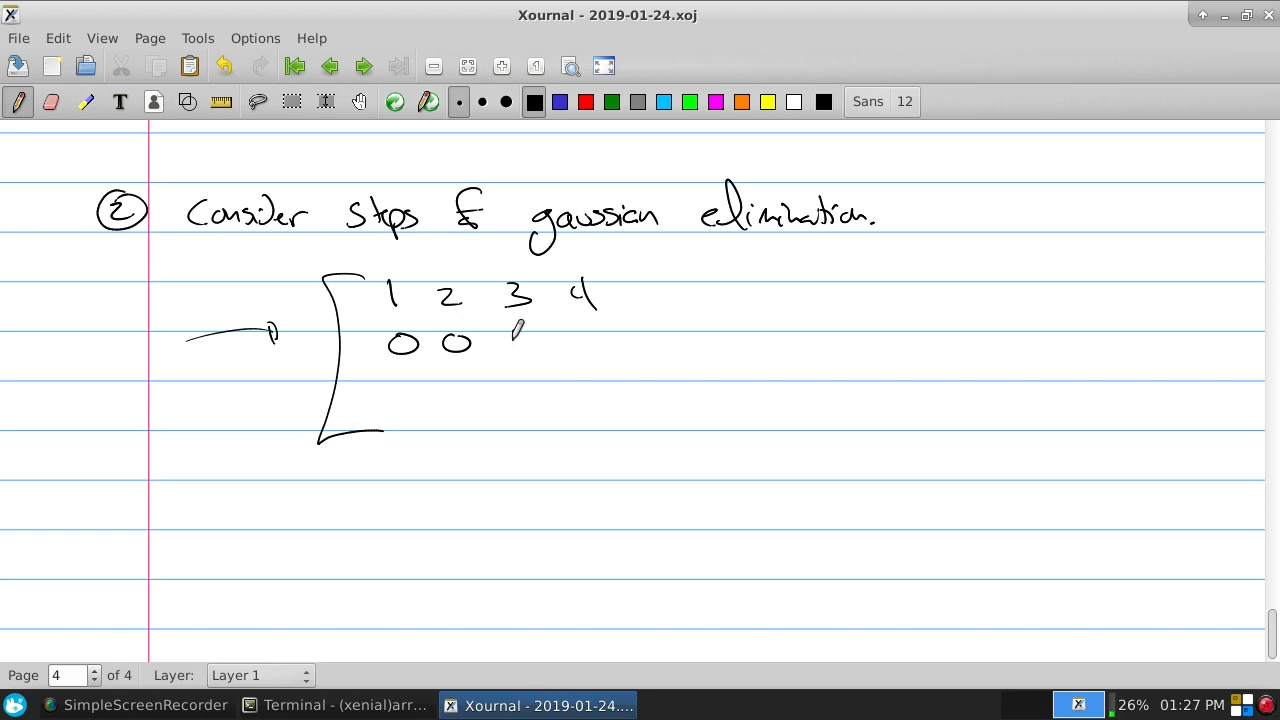 Xournal - 2019-01-24.xoj
File Edit View Page Tools Options Help
Sans 12
② Consider steps of gaussian elimination.
→ [ 1 2 3 4
0 0
Page 4 of 4 Layer: Layer 1
SimpleScreenRecorder Terminal - (xenial)arr... Xournal - 2019-01-24.... 26% 01:27 PM